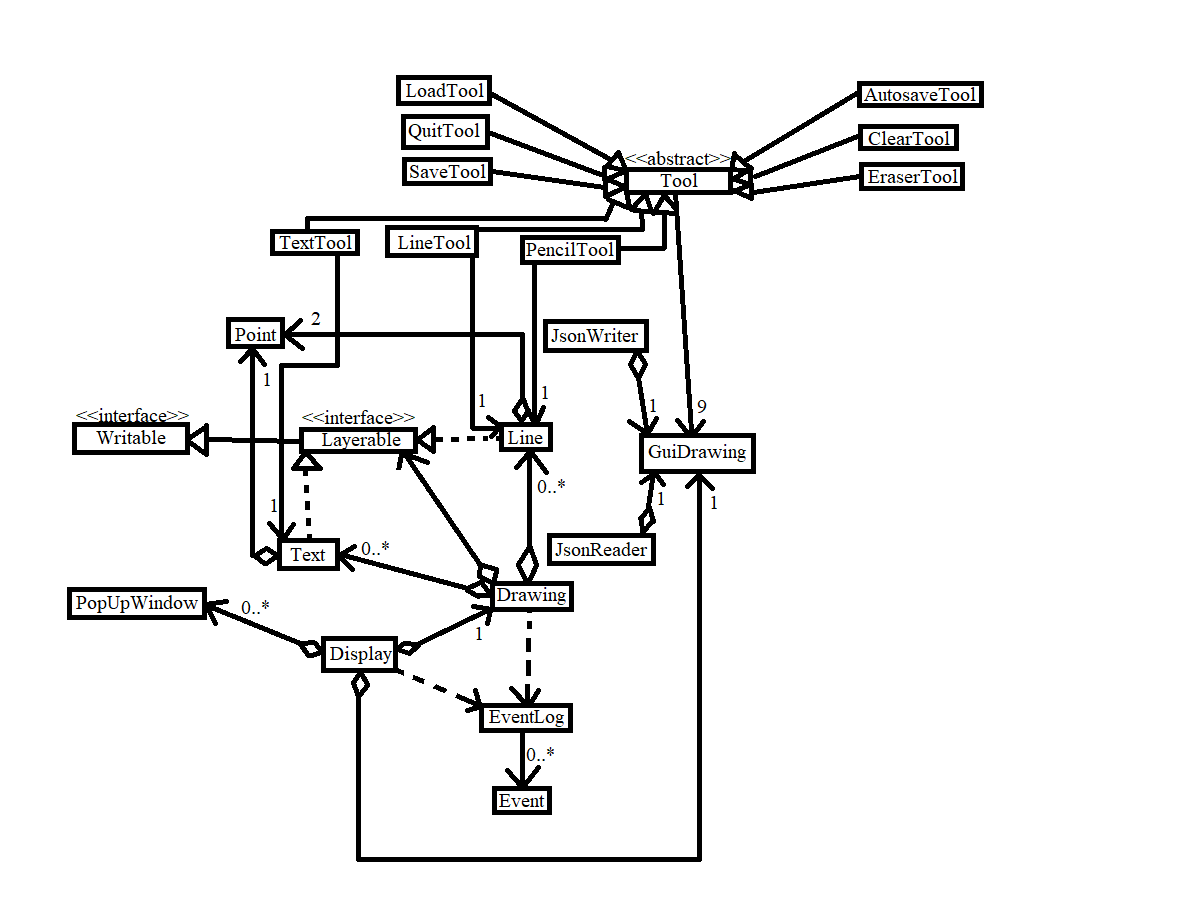 LoadTool
AutosaveTool
QuitTool
ClearTool
<<abstract>>
SaveTool
Tool
EraserTool
TextTool
LineTool
PencilTool
Point
2
JsonWriter
1
1
1
1
9
<<interface>>
<<interface>>
Writable
Layerable
Line
GuiDrawing
0..*
1
1
1
Text
0..*
JsonReader
PopUpWindow
0..*
Drawing
1
Display
EventLog
0..*
Event